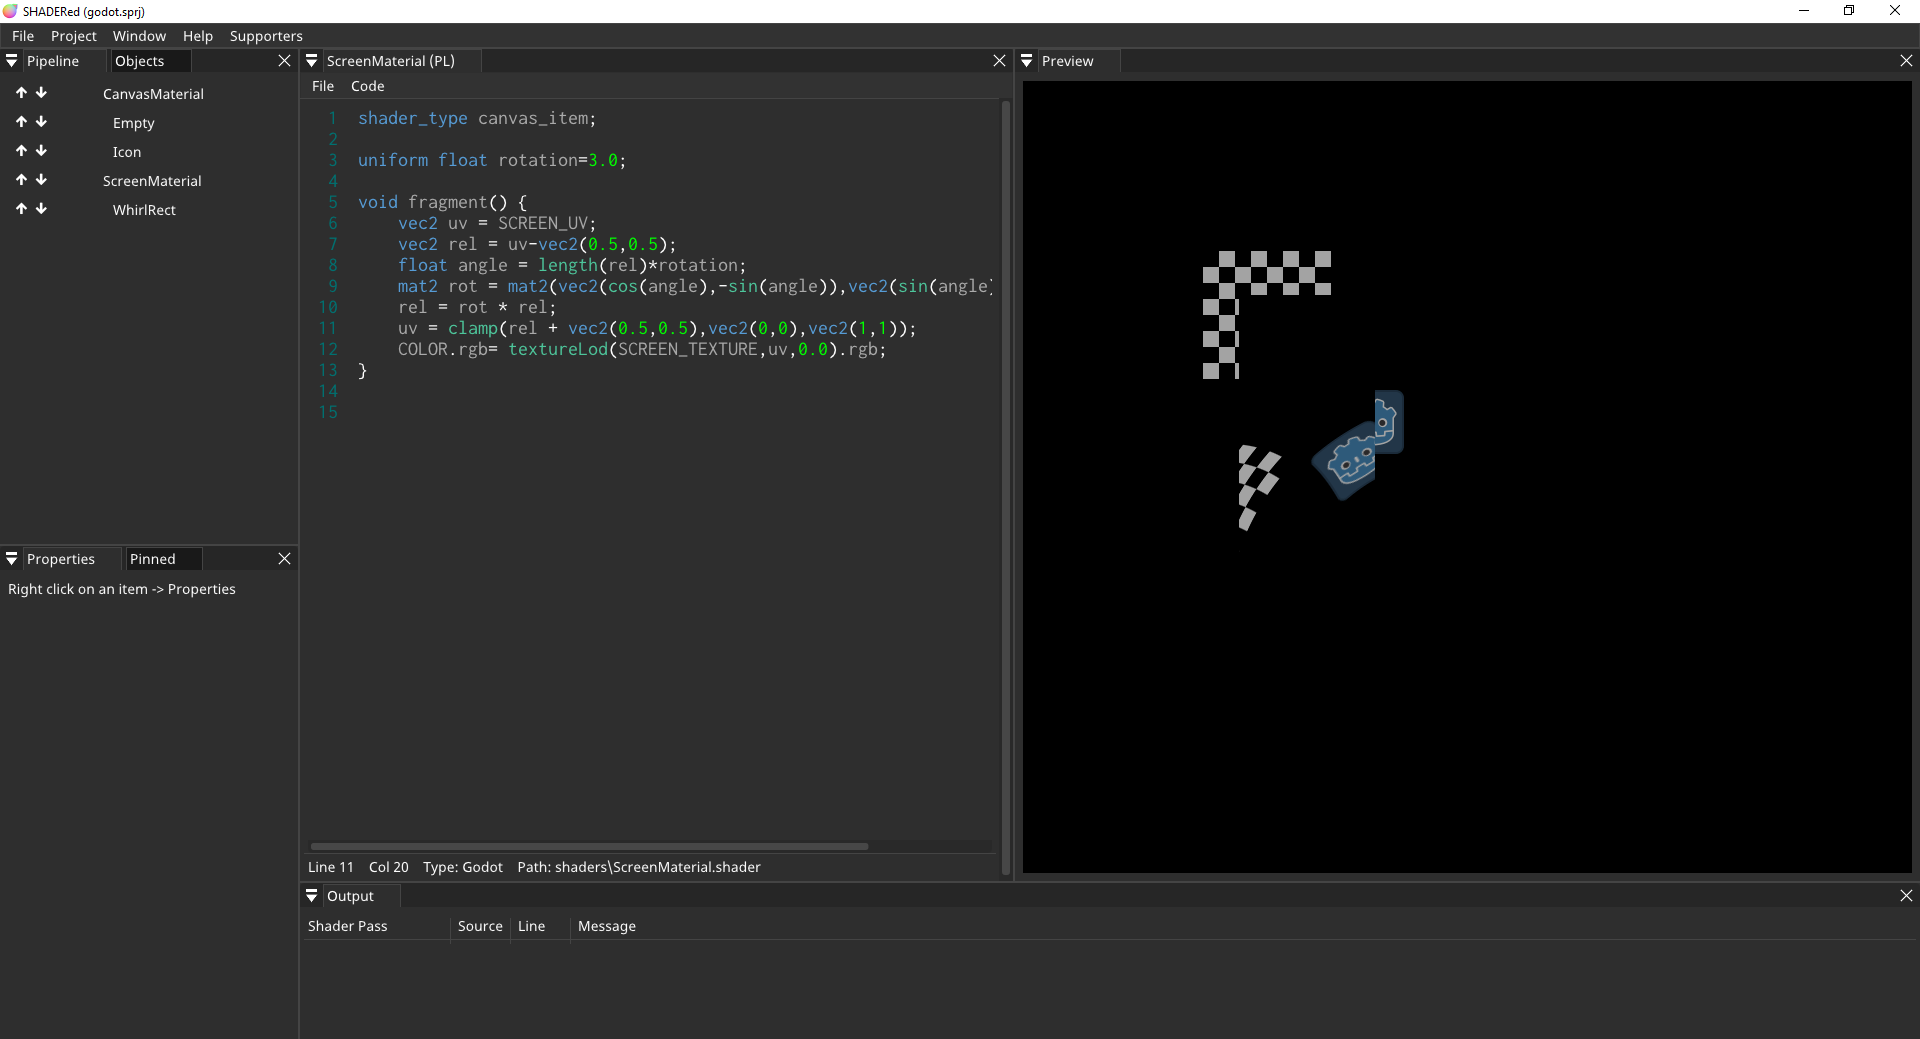 SHADERed (godot.sprj)
File Project Window Help Supporters
Pipeline Objects
CanvasMaterial
Empty
Icon
ScreenMaterial
WhirlRect
Properties Pinned
Right click on an item -> Properties
ScreenMaterial (PL)
File Code
1 shader_type canvas_item;
2
3 uniform float rotation=3.0;
4
5 void fragment() {
6 vec2 uv = SCREEN_UV;
7 vec2 rel = uv-vec2(0.5,0.5);
8 float angle = length(rel)*rotation;
9 mat2 rot = mat2(vec2(cos(angle),-sin(angle)),vec2(sin(angle)
10 rel = rot * rel;
11 uv = clamp(rel + vec2(0.5,0.5),vec2(0,0),vec2(1,1));
12 COLOR.rgb= textureLod(SCREEN_TEXTURE,uv,0.0).rgb;
13 }
14
15
Line 11 Col 20 Type: Godot Path: shaders\ScreenMaterial.shader
Preview
Output
Shader Pass Source Line Message